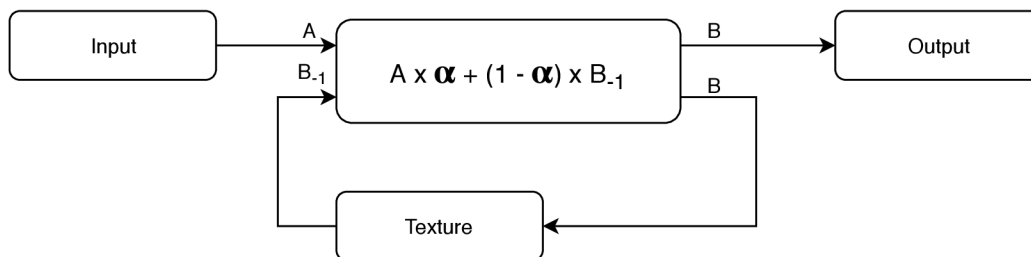 Input
A
B₋₁
A x α + (1 - α) x B₋₁
B
B
Output
Texture